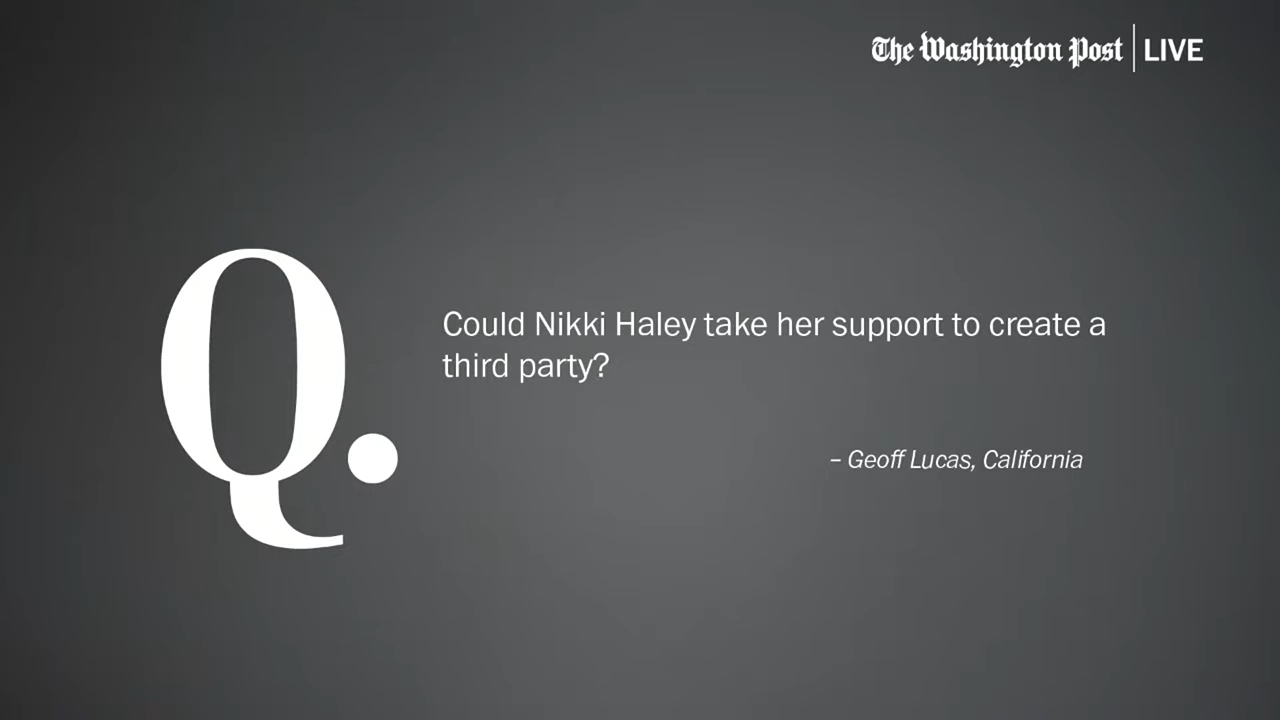 The Washington Post | LIVE
Q.
Could Nikki Haley take her support to create a
third party?
– Geoff Lucas, California